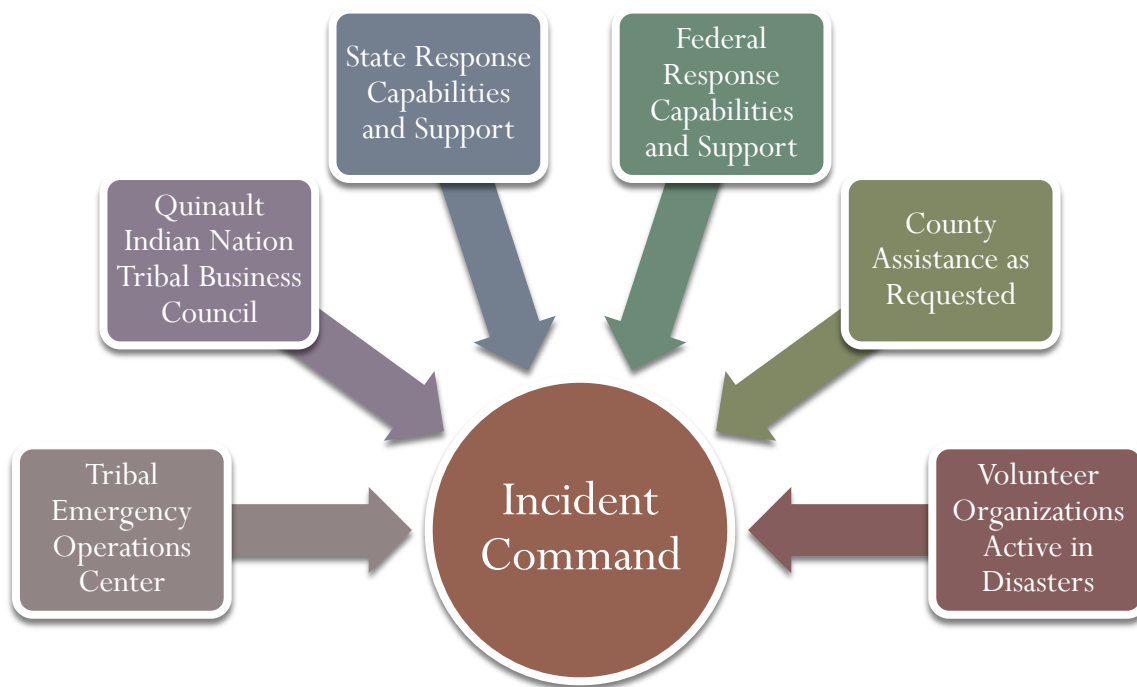 State Response
Capabilities
and Support
Federal
Response
Capabilities
and Support
Quinault
Indian Nation
Tribal Business
Council
County
Assistance as
Requested
Tribal
Emergency
Operations
Center
Incident
Command
Volunteer
Organizations
Active in
Disasters